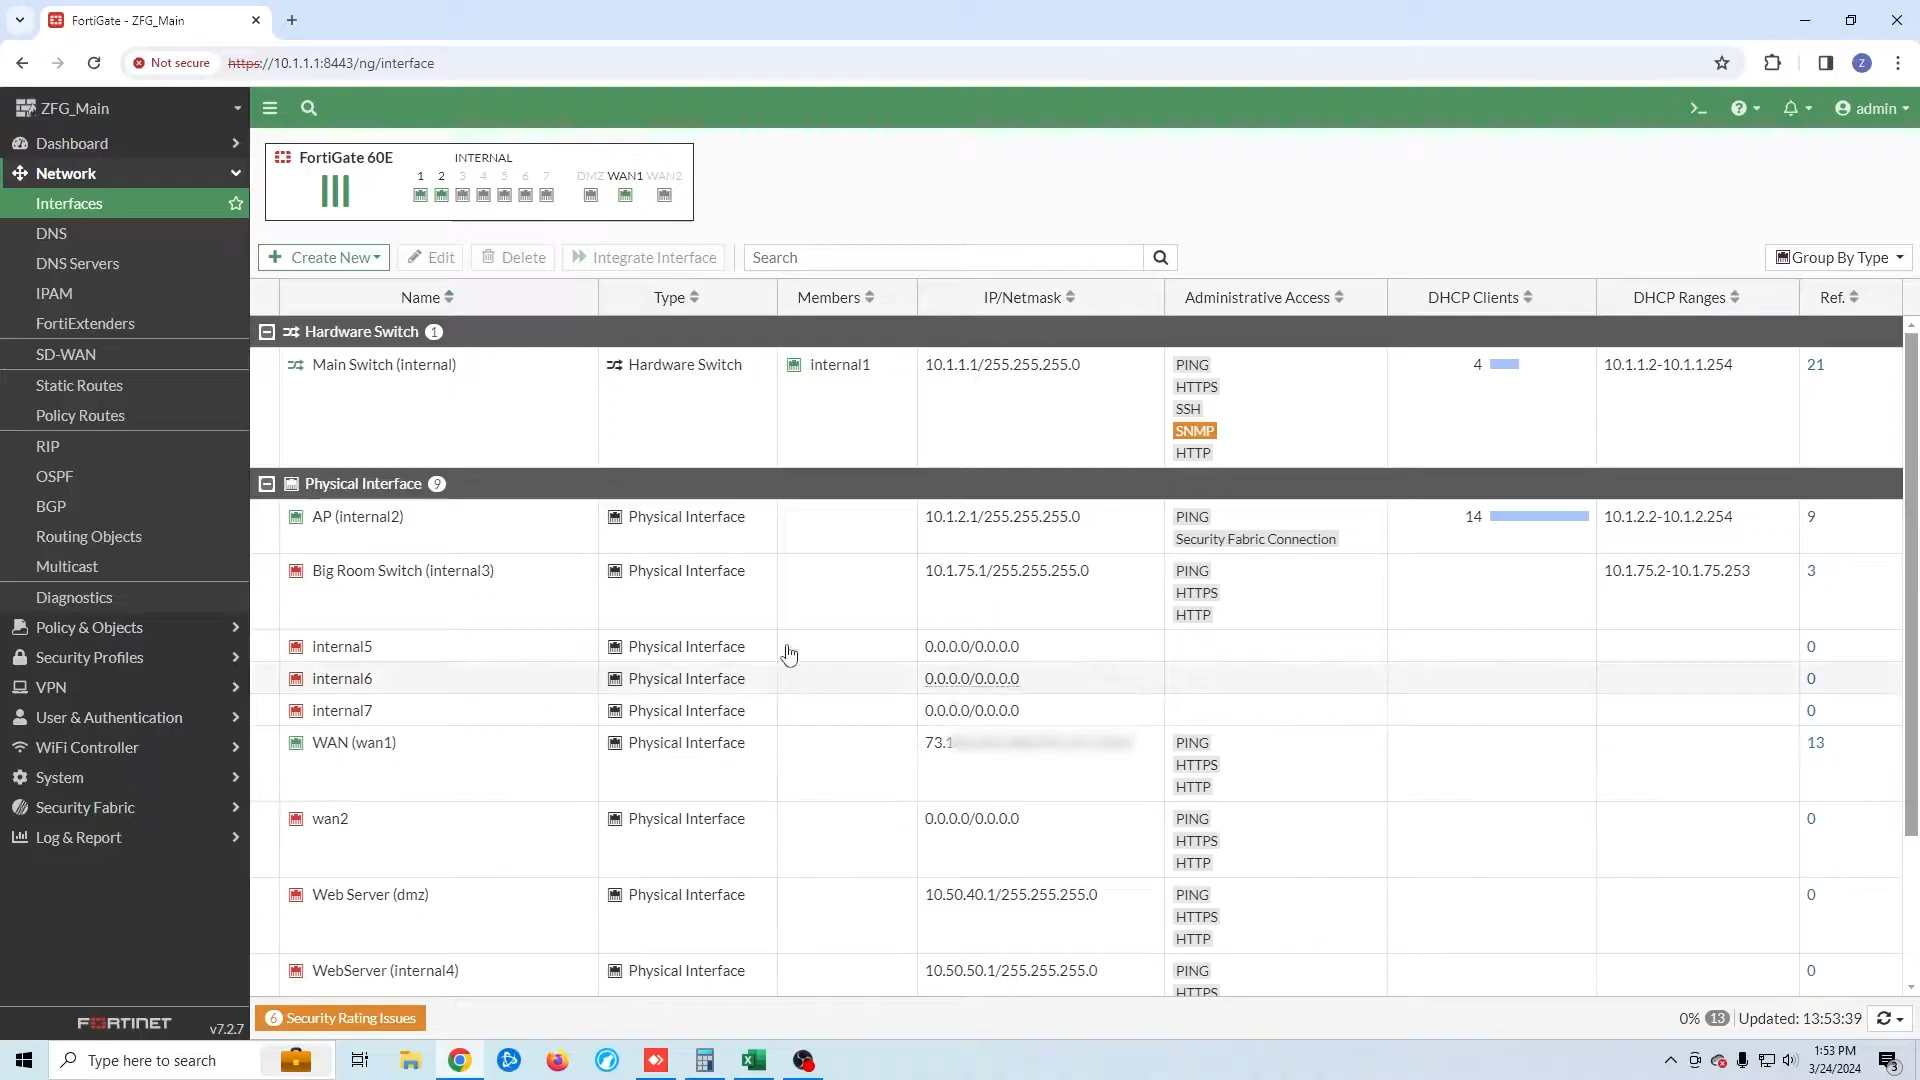 FortiGate - ZFG_Main
Not secure https://10.1.1.1:8443/ng/interface Z
ZFG_Main
admin
Dashboard
Network
Interfaces
DNS
DNS Servers
IPAM
FortiExtenders
SD-WAN
Static Routes
Policy Routes
RIP
OSPF
BGP
Routing Objects
Multicast
Diagnostics
Policy & Objects
Security Profiles
VPN
User & Authentication
WiFi Controller
System
Security Fabric
Log & Report
FORTINET v7.2.7
FortiGate 60E INTERNAL
1 2 3 4 5 6 7 DMZ WAN1 WAN2
Create New Edit Delete Integrate Interface Search Group By Type
Name Type Members IP/Netmask Administrative Access DHCP Clients DHCP Ranges Ref.
Hardware Switch 1
Main Switch (internal) Hardware Switch internal1 10.1.1.1/255.255.255.0 PING 4 10.1.1.2-10.1.1.254 21
HTTPS
SSH
SNMP
HTTP
Physical Interface 9
AP (internal2) Physical Interface 10.1.2.1/255.255.255.0 PING 14 10.1.2.2-10.1.2.254 9
Security Fabric Connection
Big Room Switch (internal3) Physical Interface 10.1.75.1/255.255.255.0 PING 10.1.75.2-10.1.75.253 3
HTTPS
HTTP
internal5 Physical Interface 0.0.0.0/0.0.0.0 0
internal6 Physical Interface 0.0.0.0/0.0.0.0 0
internal7 Physical Interface 0.0.0.0/0.0.0.0 0
WAN (wan1) Physical Interface 73.1 PING 13
HTTPS
HTTP
wan2 Physical Interface 0.0.0.0/0.0.0.0 PING 0
HTTPS
HTTP
Web Server (dmz) Physical Interface 10.50.40.1/255.255.255.0 PING 0
HTTPS
HTTP
WebServer (internal4) Physical Interface 10.50.50.1/255.255.255.0 PING 0
HTTPS
6 Security Rating Issues 0% 13 Updated: 13:53:39
Type here to search
1:53 PM
3/24/2024
3